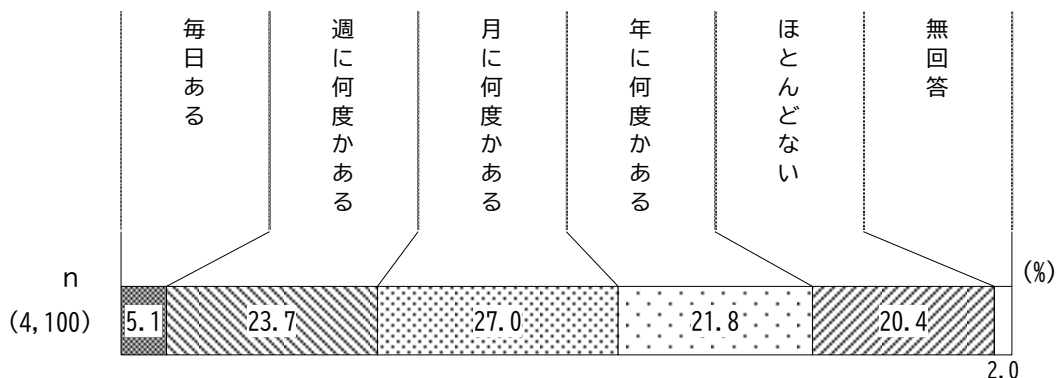 毎日ある
週に何度かある
月に何度かある
年に何度かある
ほとんどない
無回答
n
(%)
(4,100)
5.1
23.7
27.0
21.8
20.4
2.0